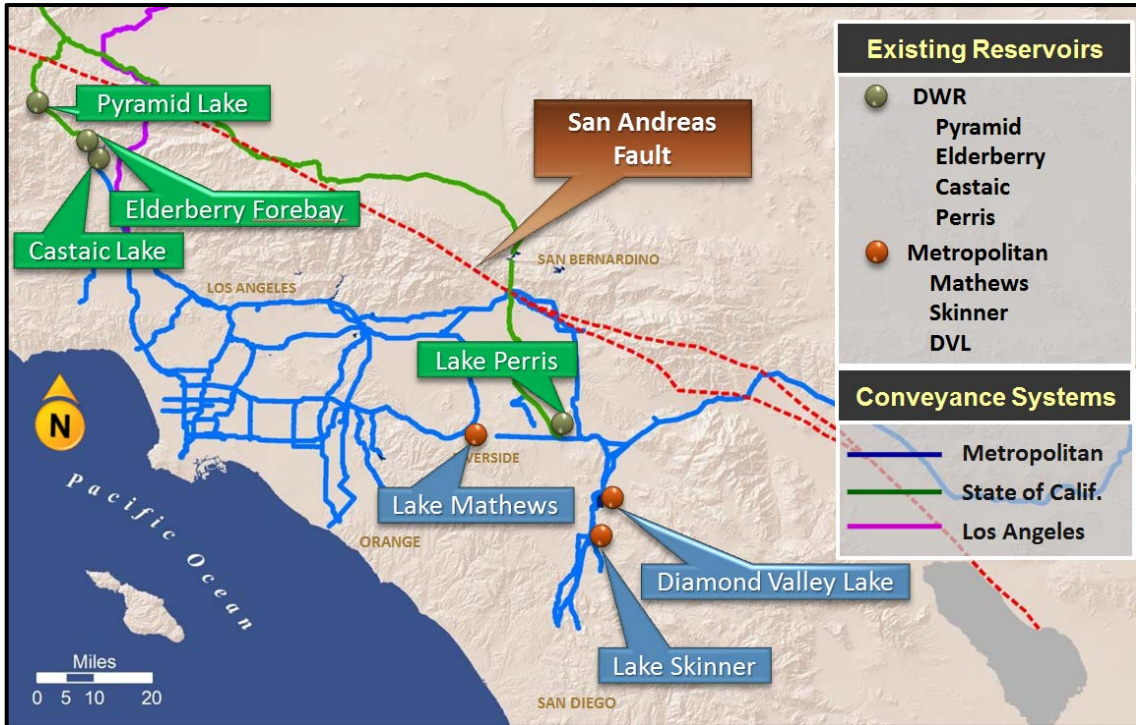 Pyramid Lake
Elderberry Forebay
Castaic Lake
San Andreas
Fault
SAN BERNARDINO
LOS ANGELES
Lake Perris
RIVERSIDE
Lake Mathews
ORANGE
Diamond Valley Lake
Lake Skinner
SAN DIEGO
N
Pacific Ocean
Miles
0 5 10 20
Existing Reservoirs
DWR
Pyramid
Elderberry
Castaic
Perris
Metropolitan
Mathews
Skinner
DVL
Conveyance Systems
Metropolitan
State of Calif.
Los Angeles